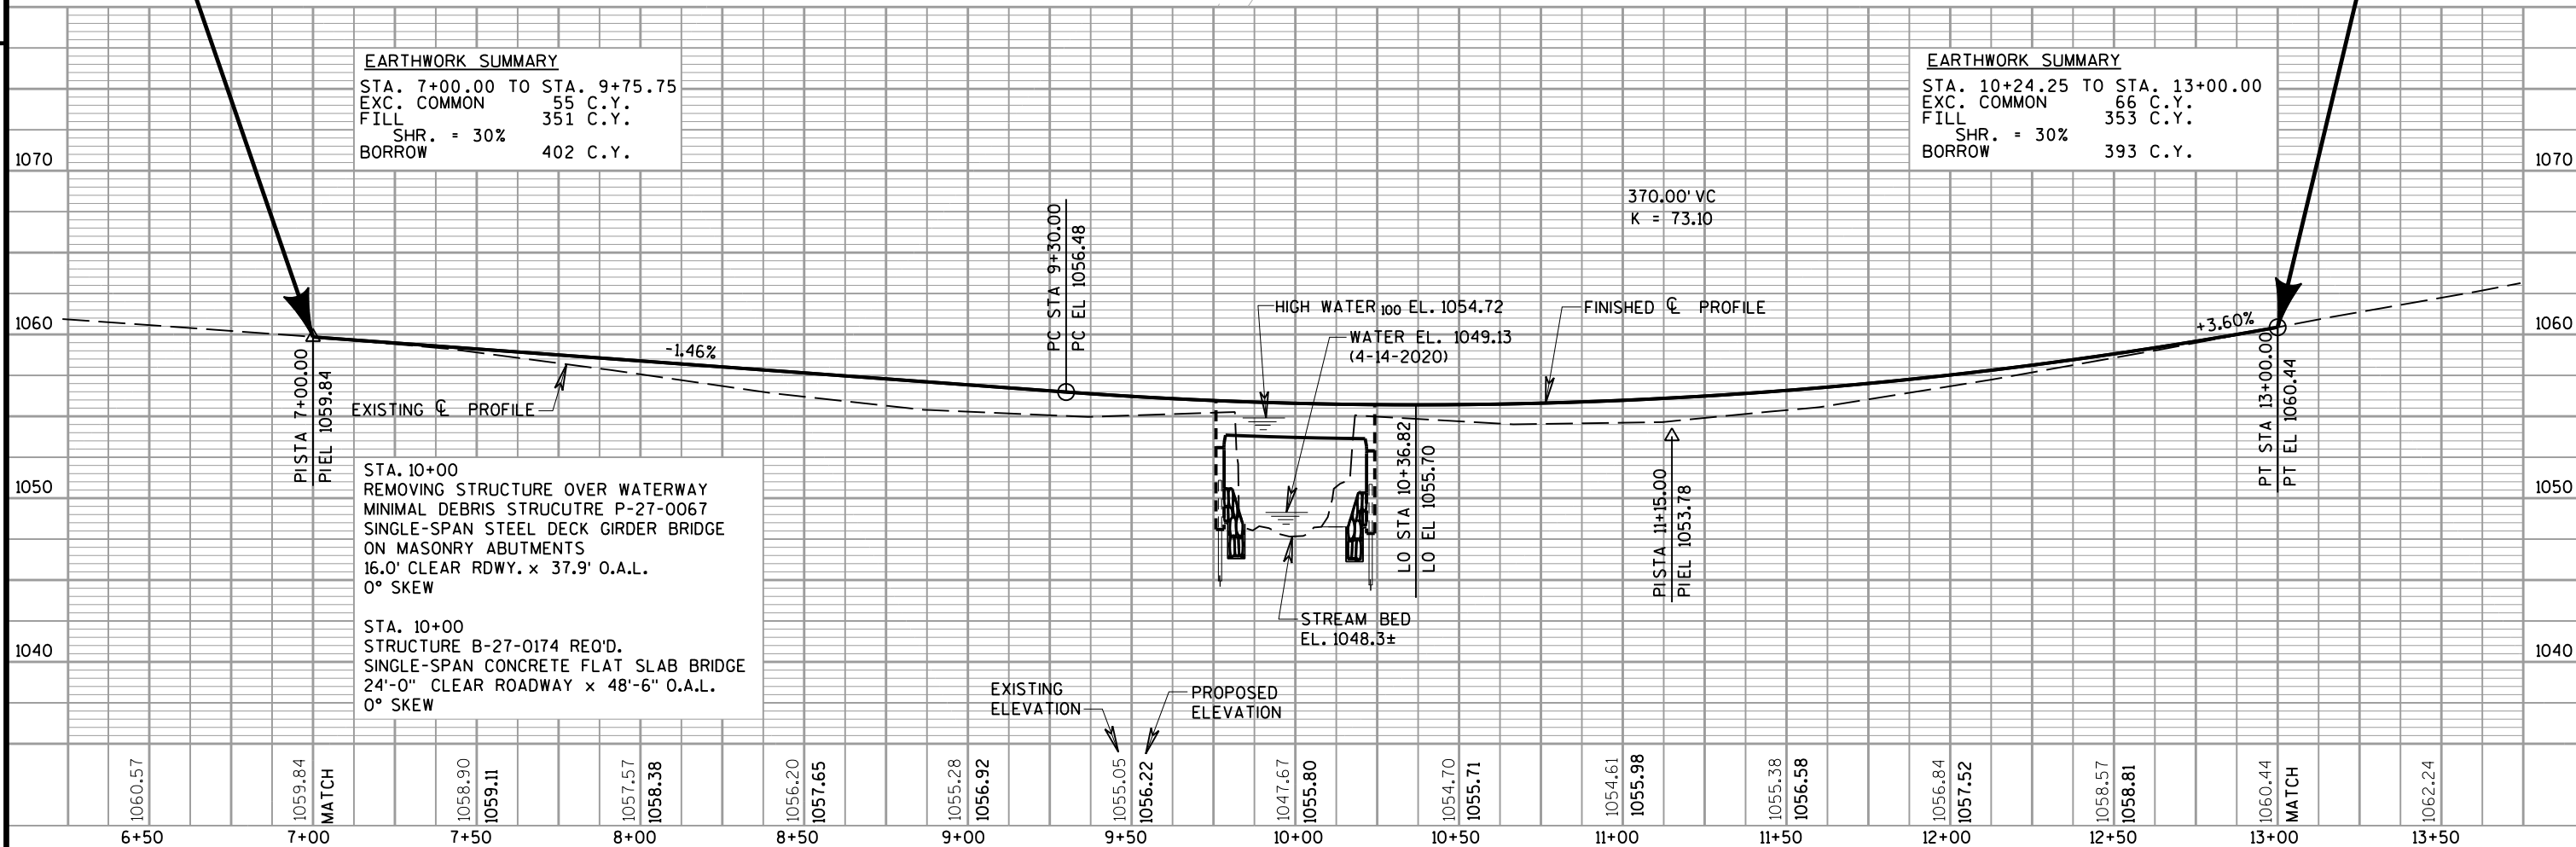 EARTHWORK SUMMARY
STA. 7+00.00 TO STA. 9+75.75
EXC. COMMON 55 C.Y.
FILL 351 C.Y.
SHR. = 30%
BORROW 402 C.Y.
EARTHWORK SUMMARY
STA. 10+24.25 TO STA. 13+00.00
EXC. COMMON 66 C.Y.
FILL 353 C.Y.
SHR. = 30%
BORROW 393 C.Y.
1070
1070
370.00' VC
K = 73.10
PC STA 9+30.00
PC EL 1056.48
HIGH WATER 100 EL. 1054.72
FINISHED ℄ PROFILE
WATER EL. 1049.13
(4-14-2020)
1060
1060
-1.46%
+3.60%
PISTA 7+00.00
PIEL 1059.84
EXISTING ℄ PROFILE
PT STA 13+00.00
PT EL 1060.44
LO STA 10+36.82
LO EL 1055.70
PISTA 11+15.00
PIEL 1053.78
1050
1050
STA. 10+00
REMOVING STRUCTURE OVER WATERWAY
MINIMAL DEBRIS STRUCUTRE P-27-0067
SINGLE-SPAN STEEL DECK GIRDER BRIDGE
ON MASONRY ABUTMENTS
16.0' CLEAR RDWY. x 37.9' O.A.L.
0° SKEW
STA. 10+00
STRUCTURE B-27-0174 REQ'D.
SINGLE-SPAN CONCRETE FLAT SLAB BRIDGE
24'-0" CLEAR ROADWAY x 48'-6" O.A.L.
0° SKEW
STREAM BED
EL. 1048.3±
1040
1040
EXISTING
ELEVATION
PROPOSED
ELEVATION
1060.57
1059.84
MATCH
1058.90
1059.11
1057.57
1058.38
1056.20
1057.65
1055.28
1056.92
1055.05
1056.22
1047.67
1055.80
1054.70
1055.71
1054.61
1055.98
1055.38
1056.58
1056.84
1057.52
1058.57
1058.81
1060.44
MATCH
1062.24
6+50 7+00 7+50 8+00 8+50 9+00 9+50 10+00 10+50 11+00 11+50 12+00 12+50 13+00 13+50